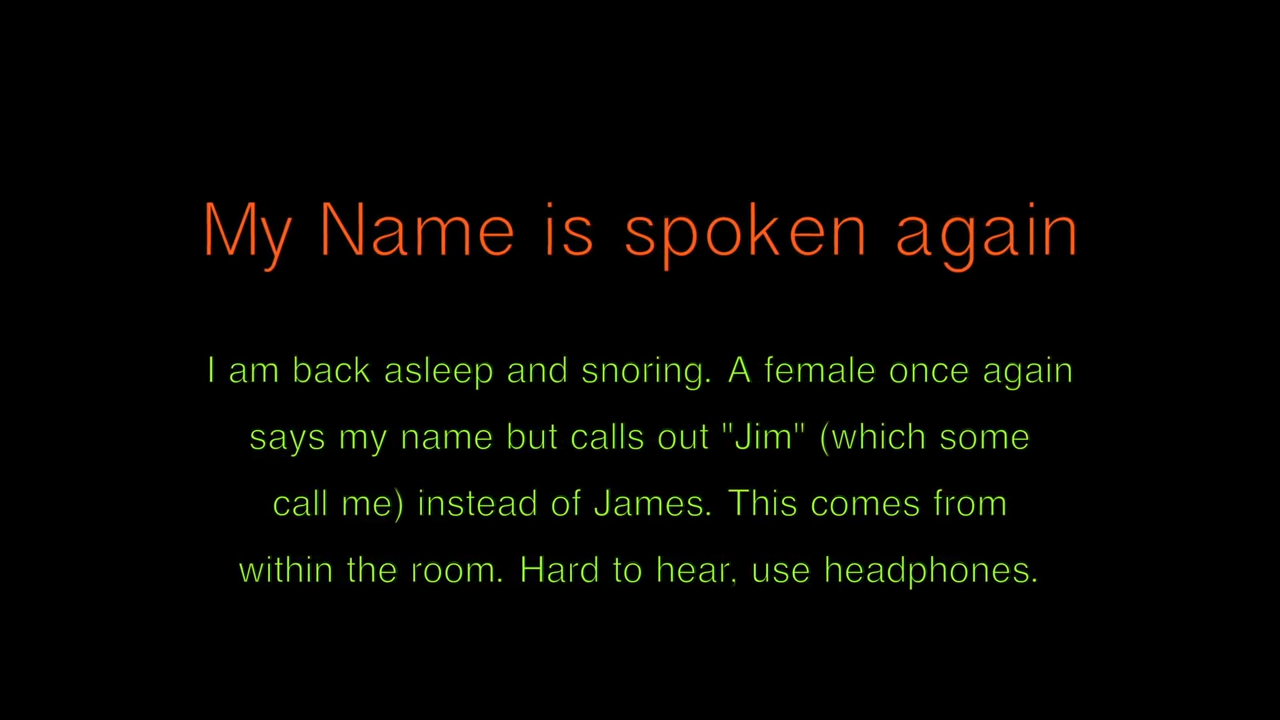 My Name is spoken again
I am back asleep and snoring. A female once again
says my name but calls out "Jim" (which some
call me) instead of James. This comes from
within the room. Hard to hear, use headphones.